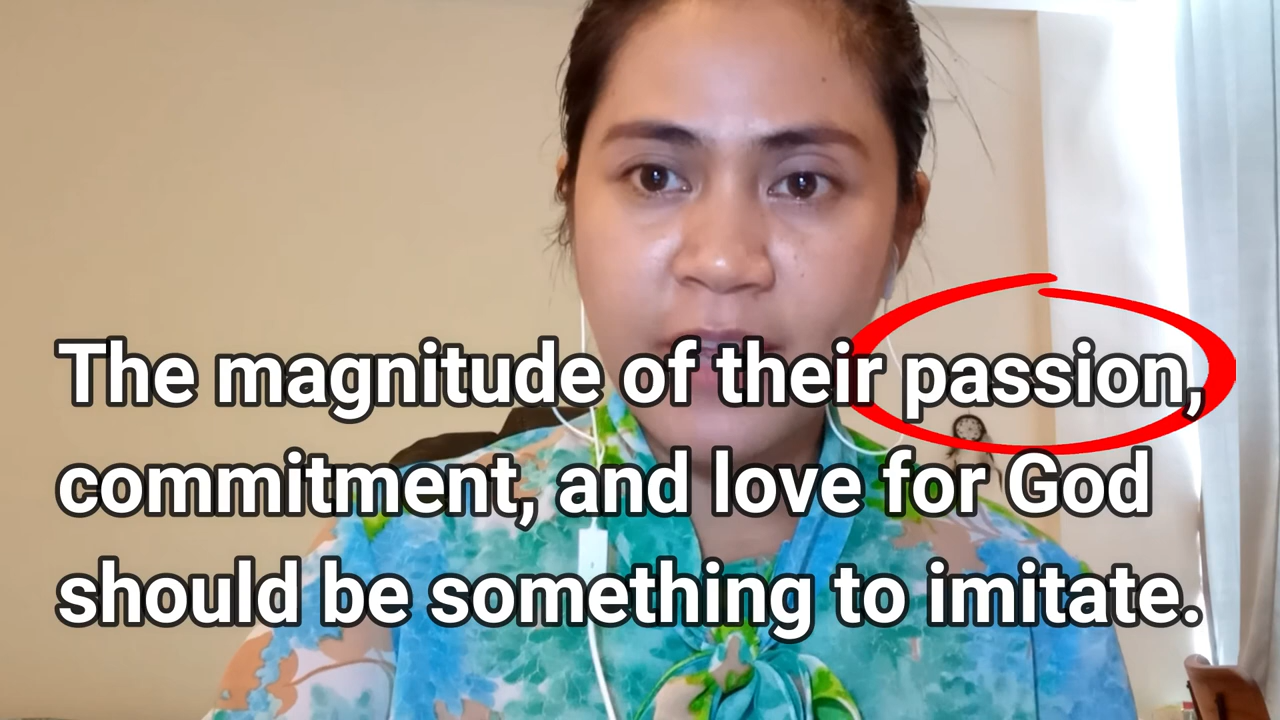 The magnitude of their passion,
commitment, and love for God
should be something to imitate.